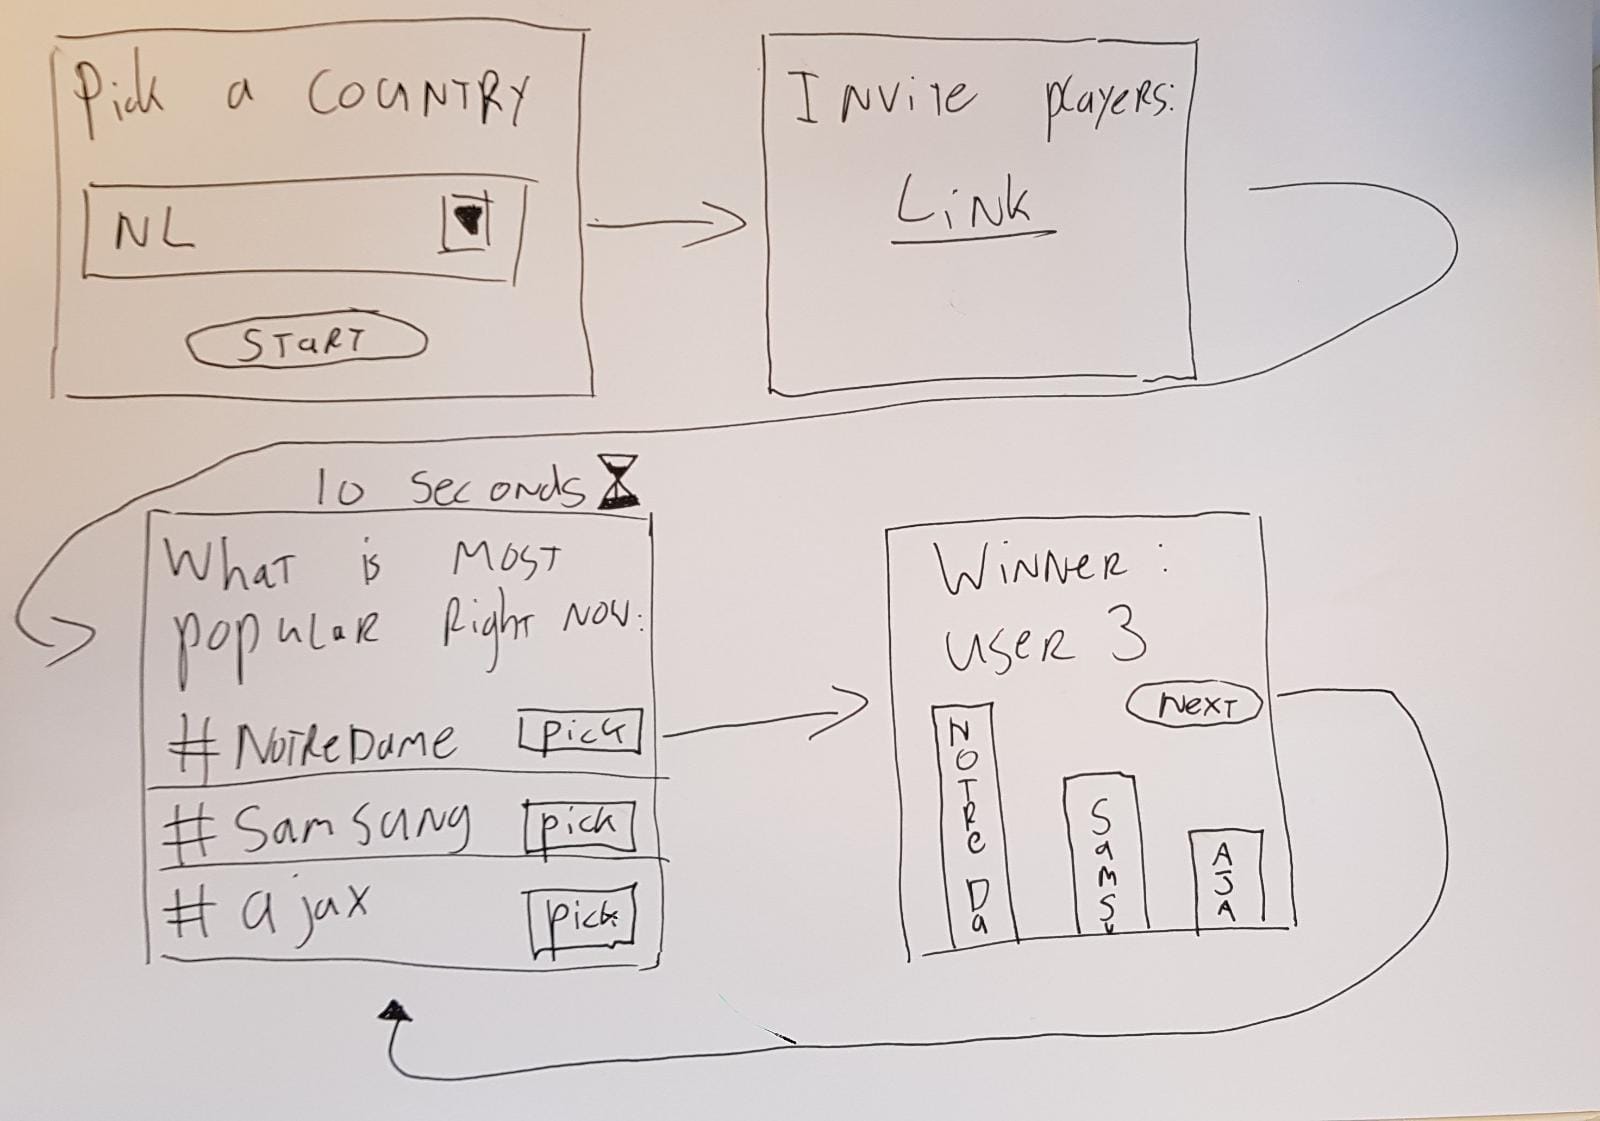 Pick a COUNTRY
NL
START
Invite players:
Link
10 seconds
What is most
popular Right now:
#NotreDame pick
#Samsung pick
#ajax pick
Winner:
user 3
Next
NOTRe Da
SamSu
AJA